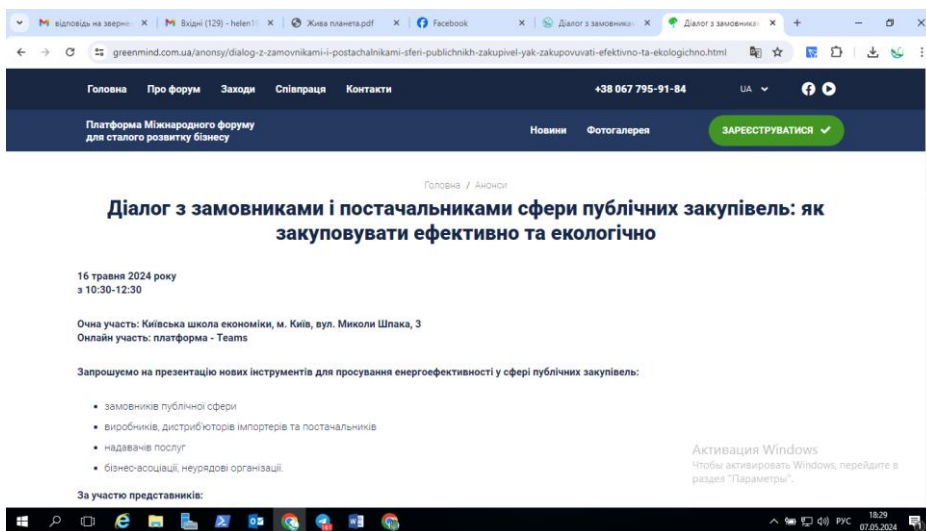 відповідь на зверне
Вхідні (129) – helen1
Жива планета.pdf
Facebook
Діалог з замовника
Діалог з замовника
greenmind.com.ua/anonsy/dialog-z-zamovnikami-i-postachalnikami-sferi-publichnikh-zakupivel-yak-zakupovuvati-efektivno-ta-ekologichno.html
Головна Про форум Заходи Співпраця Контакти +38 067 795-91-84 UA
Платформа Міжнародного форуму
для сталого розвитку бізнесу
Новини Фотогалерея ЗАРЕЄСТРУВАТИСЯ
Головна / Анонси
Діалог з замовниками і постачальниками сфери публічних закупівель: як
закуповувати ефективно та екологічно
16 травня 2024 року
з 10:30-12:30
Очна участь: Київська школа економіки, м. Київ, вул. Миколи Шпака, 3
Онлайн участь: платформа - Teams
Запрошуємо на презентацію нових інструментів для просування енергоефективності у сфері публічних закупівель:
замовників публічної сфери
виробників, дистриб'юторів імпортерів та постачальників
надавачів послуг
бізнес-асоціації, неурядові організації.
За участю представників:
Активация Windows
Чтобы активировать Windows, перейдите в
раздел "Параметры".
РУС
18:29
07.05.2024